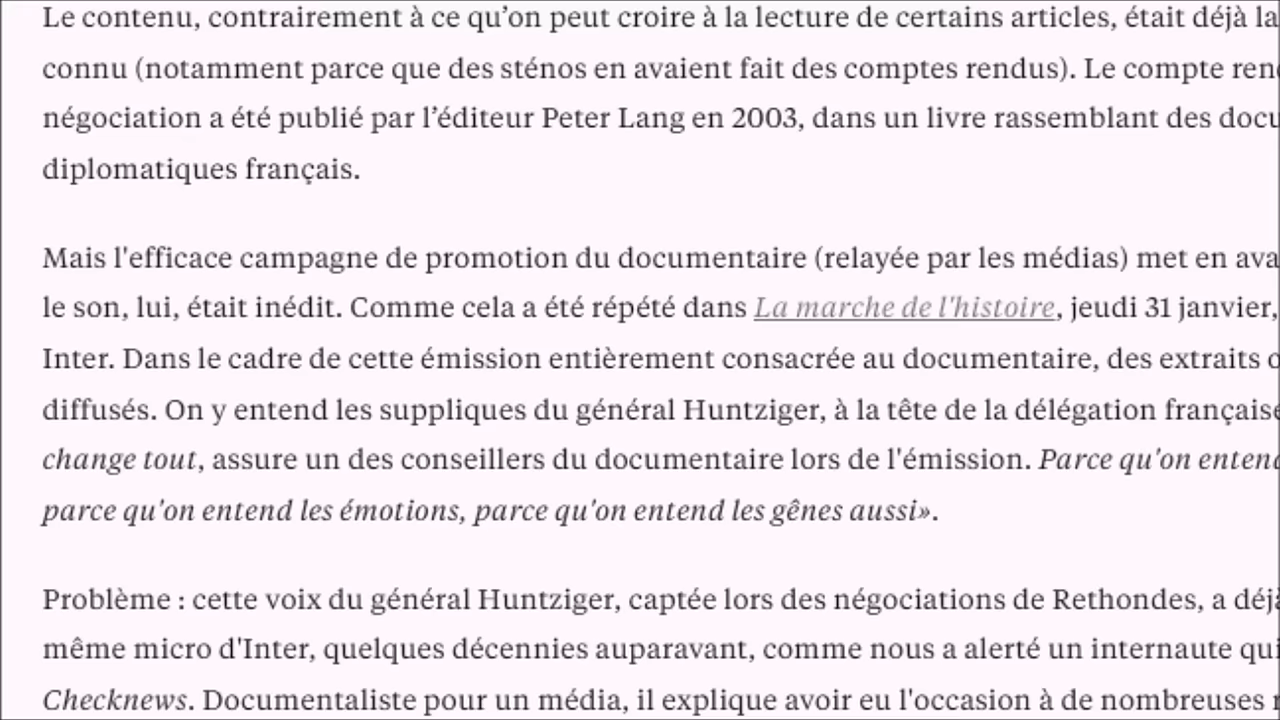 Le contenu, contrairement à ce qu’on peut croire à la lecture de certains articles, était déjà
connu (notamment parce que des sténos en avaient fait des comptes rendus). Le compte
négociation a été publié par l’éditeur Peter Lang en 2003, dans un livre rassemblant des
diplomatiques français.
Mais l'efficace campagne de promotion du documentaire (relayée par les médias) met en
le son, lui, était inédit. Comme cela a été répété dans La marche de l'histoire, jeudi 31 janvier,
Inter. Dans le cadre de cette émission entièrement consacrée au documentaire, des extraits
diffusés. On y entend les suppliques du général Huntziger, à la tête de la délégation
change tout, assure un des conseillers du documentaire lors de l'émission. Parce qu'on
parce qu'on entend les émotions, parce qu'on entend les gênes aussi».
Problème : cette voix du général Huntziger, captée lors des négociations de Rethondes, a
même micro d'Inter, quelques décennies auparavant, comme nous a alerté un internaute
Checknews. Documentaliste pour un média, il explique avoir eu l'occasion à de nombreuses